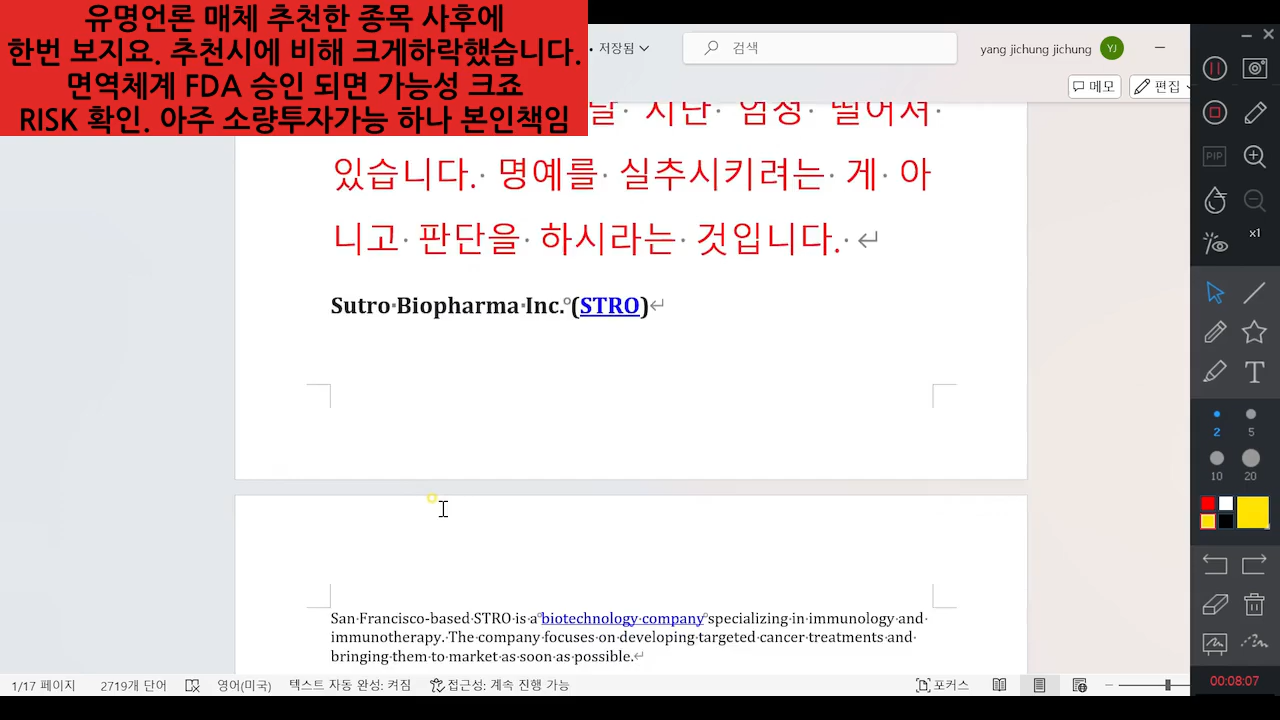 유명언론 매체 추천한 종목 사후에
한번 보지요. 추천시에 비해 크게하락했습니다.
면역체계 FDA 승인 되면 가능성 크죠
RISK 확인. 아주 소량투자가능 하나 본인책임
• 저장됨
검색
yang jichung jichung
YJ
메모
편집
달 지난 엄청 떨어져
있습니다. 명예를 실추시키려는 게 아
니고 판단을 하시라는 것입니다.
Sutro Biopharma Inc. (STRO)
San Francisco-based STRO is a biotechnology company specializing in immunology and
immunotherapy. The company focuses on developing targeted cancer treatments and
bringing them to market as soon as possible.
1/17 페이지 2719개 단어 영어(미국) 텍스트 자동 완성: 켜짐 접근성: 계속 진행 가능 포커스
PIP
x1
T
2 5
10 20
00:08:07